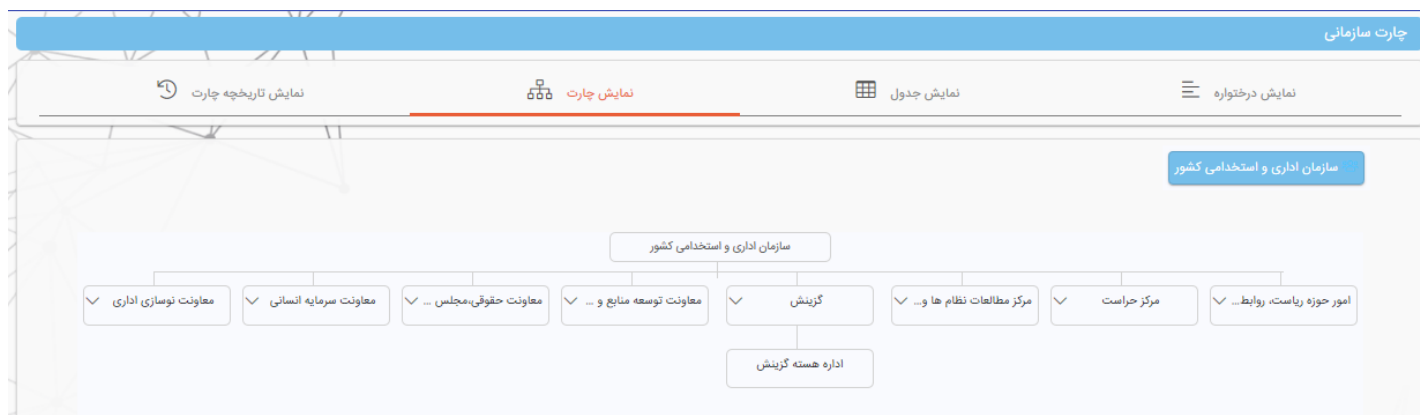 چارت سازمانی
نمایش درختواره
نمایش جدول
نمایش چارت
نمایش تاریخچه چارت
سازمان اداری و استخدامی کشور
سازمان اداری و استخدامی کشور
امور حوزه ریاست، روابط...
مرکز حراست
مرکز مطالعات نظام ها و...
گزینش
معاونت توسعه منابع و ...
معاونت حقوقی،مجلس ...
معاونت سرمایه انسانی
معاونت نوسازی اداری
اداره هسته گزینش